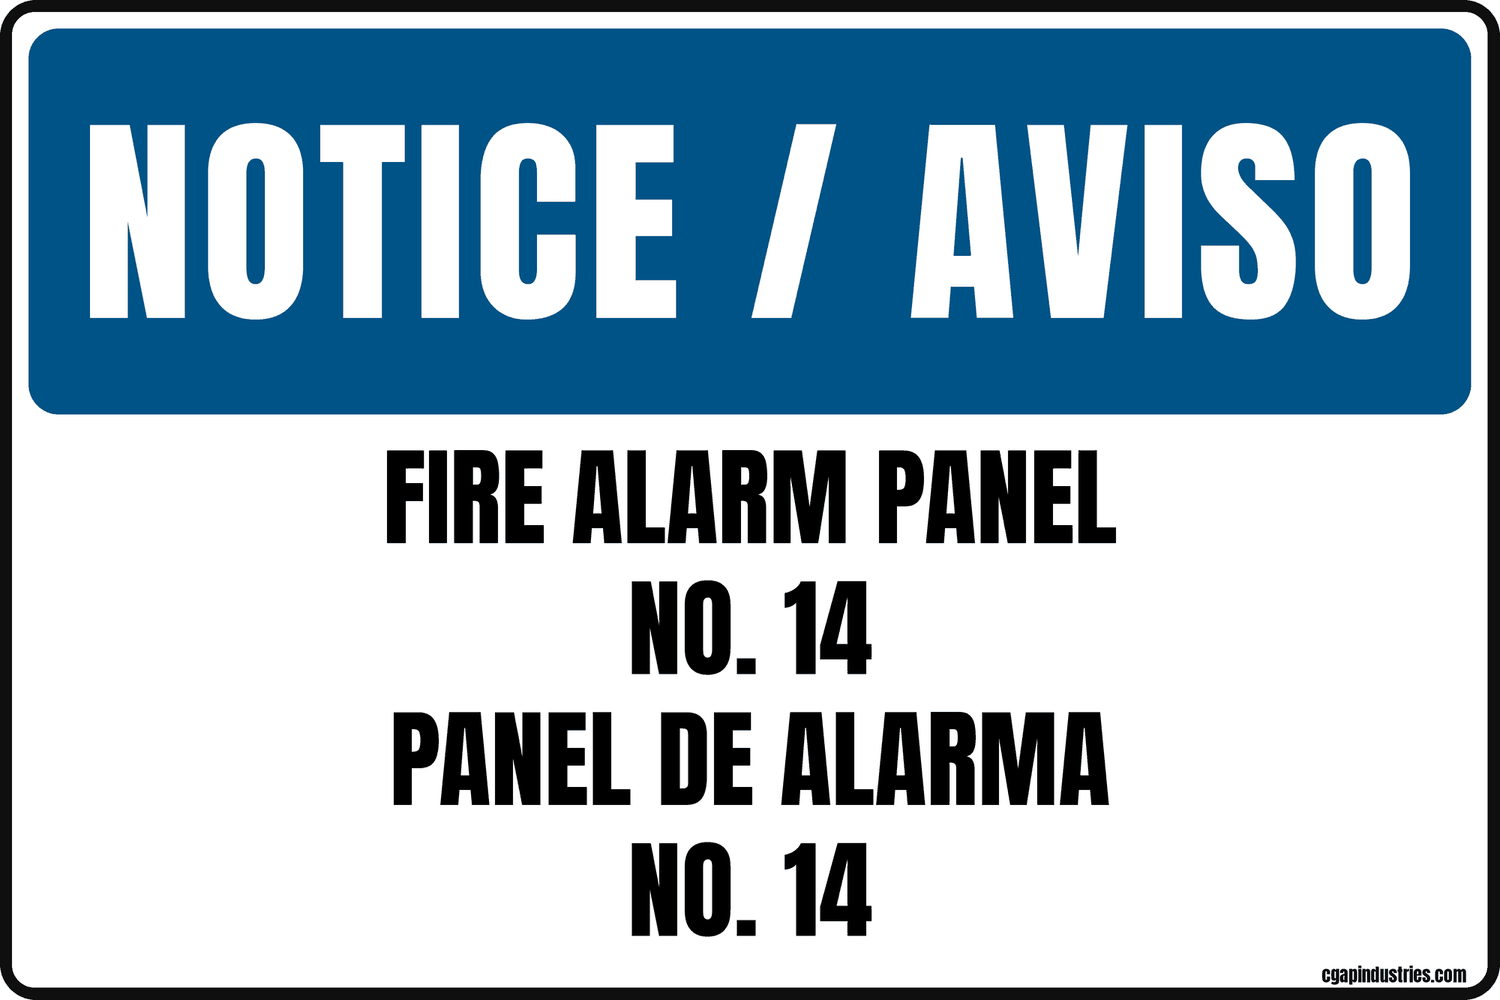 NOTICE / AVISO
FIRE ALARM PANEL
NO. 14
PANEL DE ALARMA
NO. 14
cgapindustries.com